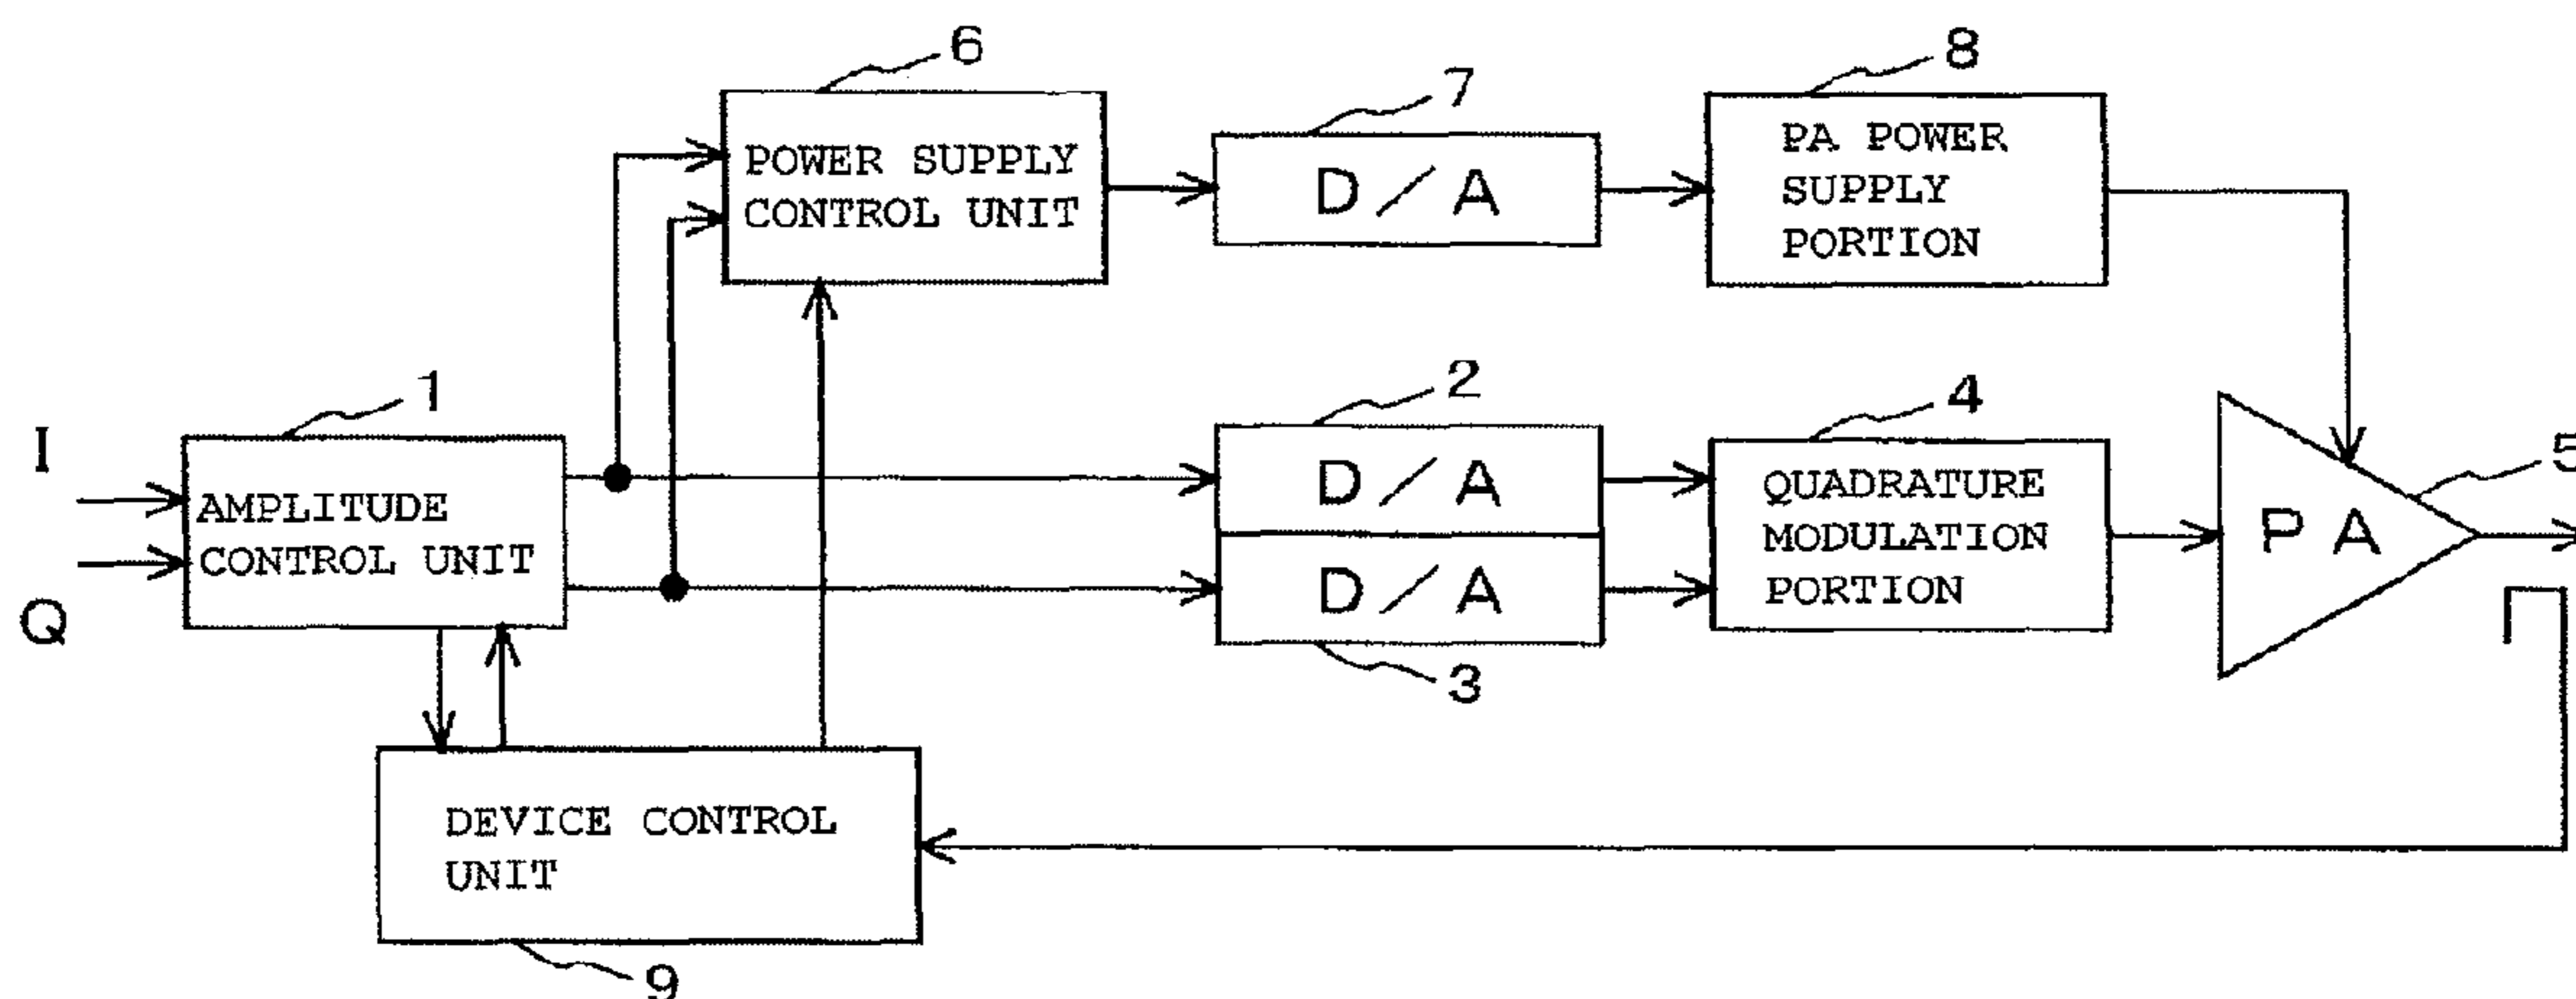 6
7
8
POWER SUPPLY
CONTROL UNIT
D/A
PA POWER
SUPPLY
PORTION
1
2
4
5
I
Q
AMPLITUDE
CONTROL UNIT
D/A
D/A
3
QUADRATURE
MODULATION
PORTION
PA
DEVICE CONTROL
UNIT
9